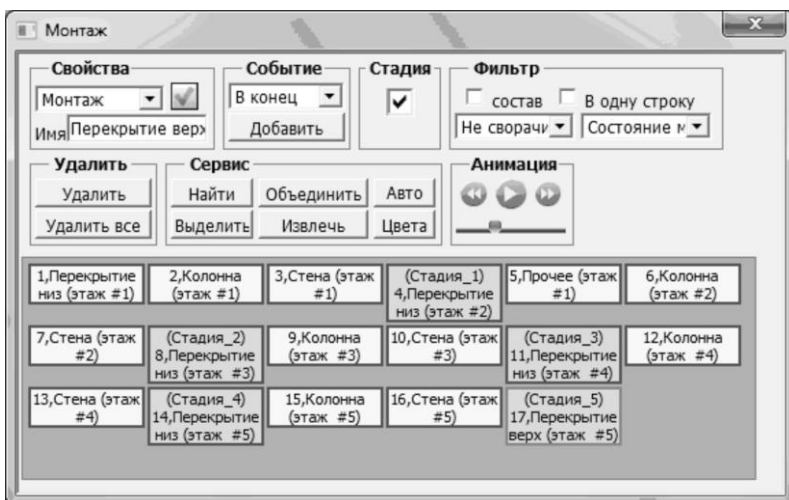 Монтаж
Свойства
Событие
Стадия
Фильтр
Монтаж
В конец
состав
В одну строку
Имя Перекрытие верх
Добавить
Не сворачи
Состояние м
Удалить
Сервис
Анимация
Удалить
Найти
Объединить
Авто
Удалить все
Выделить
Извлечь
Цвета
1,Перекрытие
низ (этаж #1)
2,Колонна
(этаж #1)
3,Стена (этаж
#1)
(Стадия_1)
4,Перекрытие
низ (этаж #2)
5,Прочее (этаж
#1)
6,Колонна
(этаж #2)
7,Стена (этаж
#2)
(Стадия_2)
8,Перекрытие
низ (этаж #3)
9,Колонна
(этаж #3)
10,Стена (этаж
#3)
(Стадия_3)
11,Перекрытие
низ (этаж #4)
12,Колонна
(этаж #4)
13,Стена (этаж
#4)
(Стадия_4)
14,Перекрытие
низ (этаж #5)
15,Колонна
(этаж #5)
16,Стена (этаж
#5)
(Стадия_5)
17,Перекрытие
верх (этаж #5)